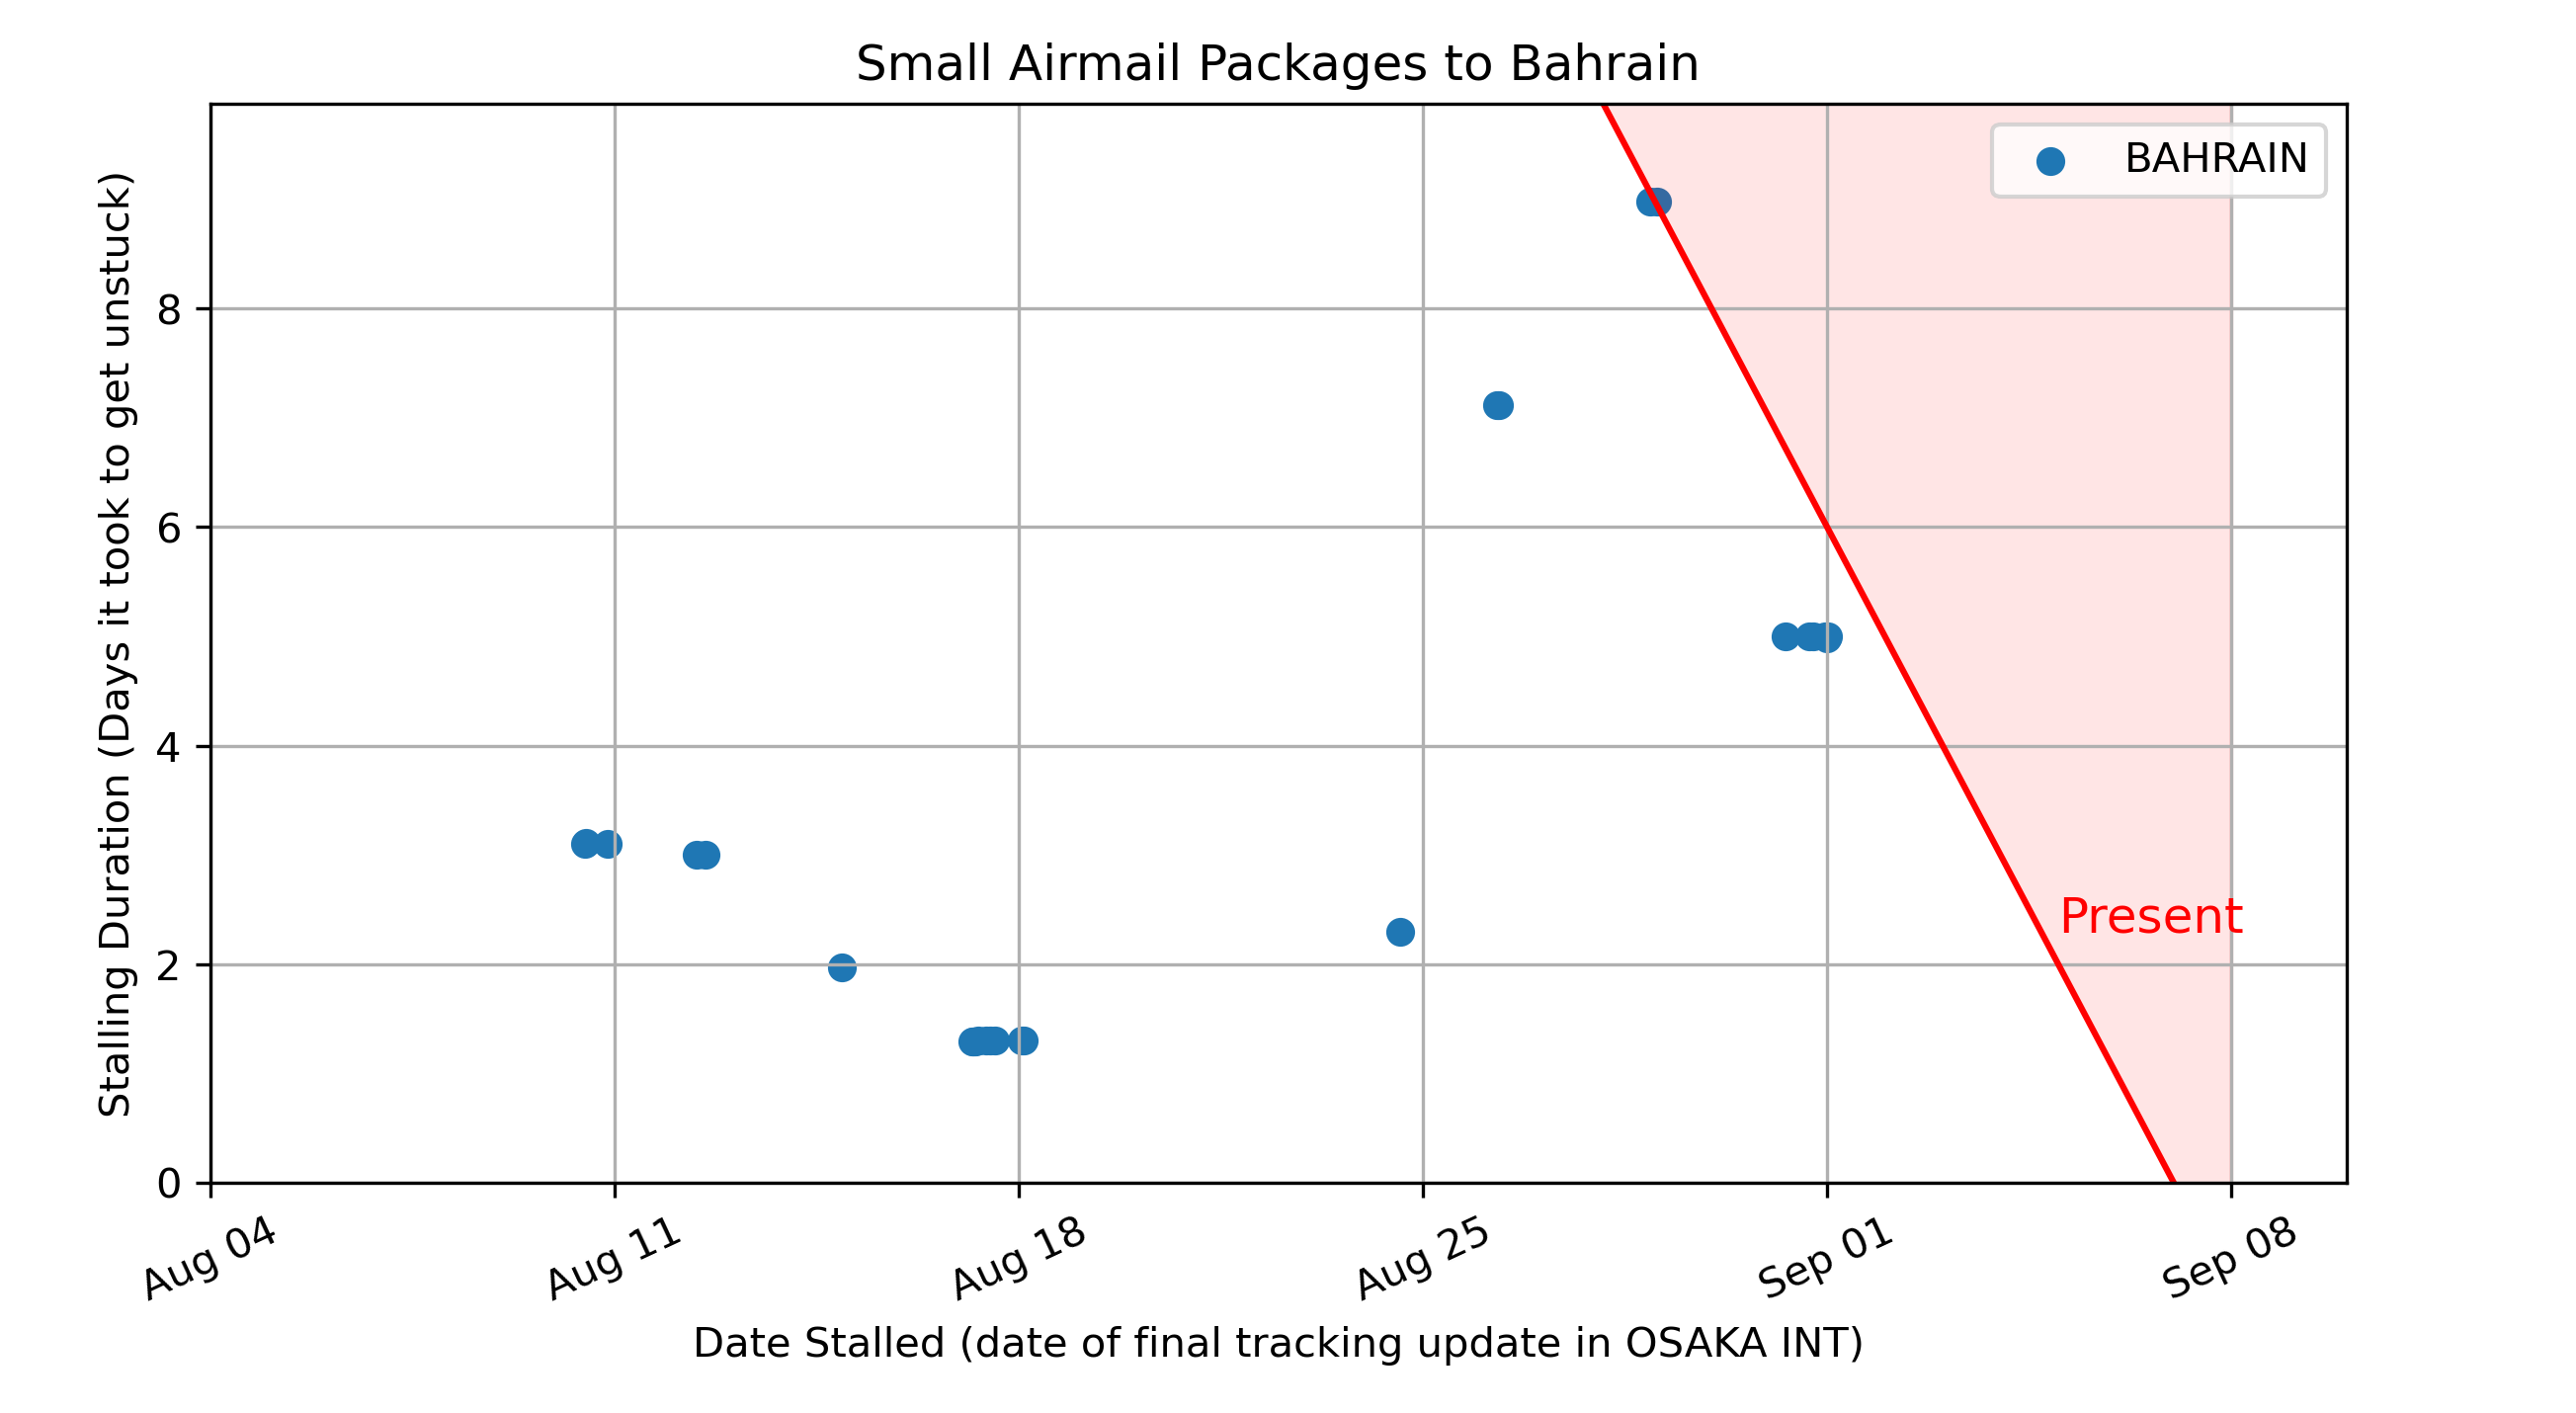 Small Airmail Packages to Bahrain
BAHRAIN
Stalling Duration (Days it took to get unstuck)
8
6
4
2
0
Present
Aug 04
Aug 11
Aug 18
Aug 25
Sep 01
Sep 08
Date Stalled (date of final tracking update in OSAKA INT)